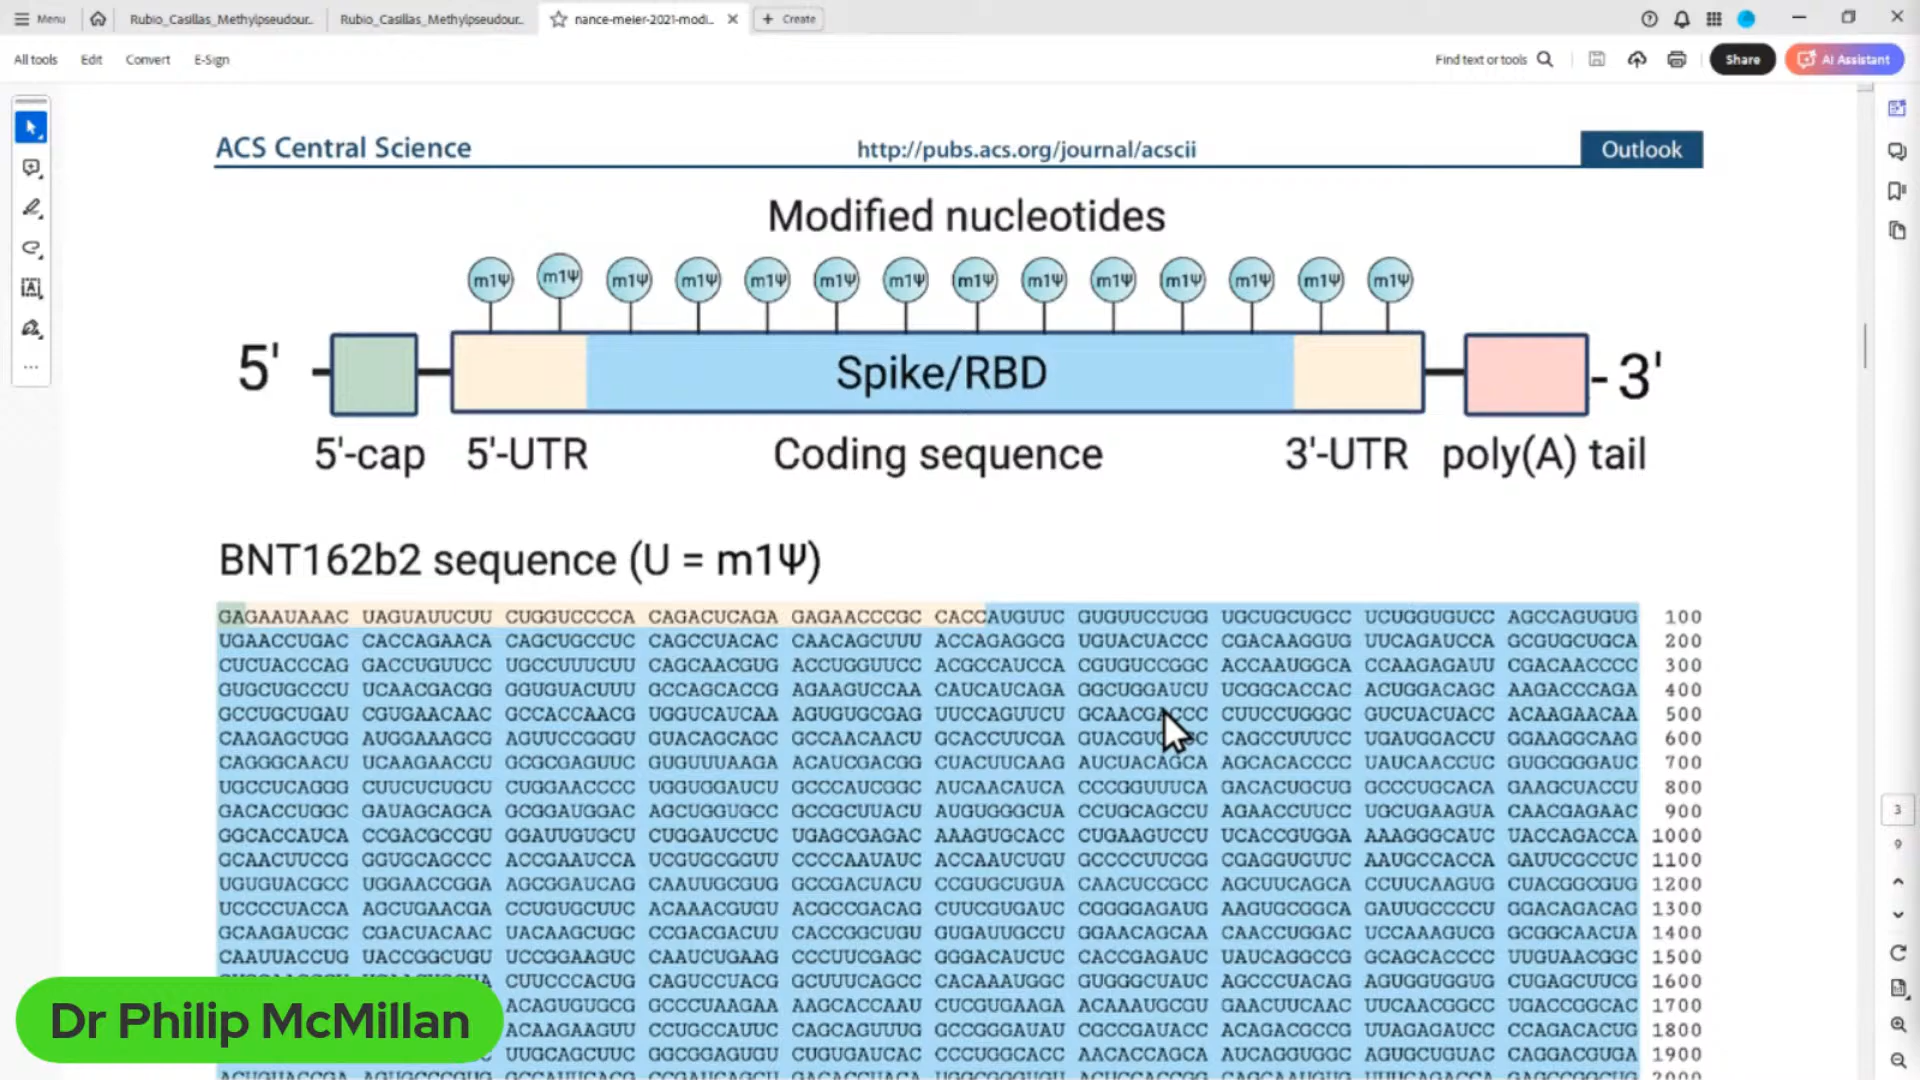 Menu
Rubio_Casillas_Methylpseudour...
Rubio_Casillas_Methylpseudour...
nance-meier-2021-modi...
Create
All tools
Edit
Convert
E-Sign
Find text or tools
Share
AI Assistant
ACS Central Science
http://pubs.acs.org/journal/acscii
Outlook
Modified nucleotides
m1Ψ m1Ψ m1Ψ m1Ψ m1Ψ m1Ψ m1Ψ m1Ψ m1Ψ m1Ψ m1Ψ m1Ψ m1Ψ m1Ψ
5' Spike/RBD - 3'
5'-cap 5'-UTR Coding sequence 3'-UTR poly(A) tail
BNT162b2 sequence (U = m1Ψ)
GAGAAUAAAC UAGUAUUCUU CUGGUCCCCA CAGACUCAGA GAGAACCCGC CACCAUGUUC GUGUUCCUGG UGCUGCUGCC UCUGGUGUCC AGCCAGUGUG 100
UGAACCUGAC CACCAGAACA CAGCUGCCUC CAGCCUACAC CAACAGCUUU ACCAGAGGCG UGUACUACCC CGACAAGGUG UUCAGAUCCA GCGUGCUGCA 200
CUCUACCCAG GACCUGUUCC UGCCUUUCUU CAGCAACGUG ACCUGGUUCC ACGCCAUCCA CGUGUCCGGC ACCAAUGGCA CCAAGAGAUU CGACAACCCC 300
GUGCUGCCCU UCAACGACGG GGUGUACUUU GCCAGCACCG AGAAGUCCAA CAUCAUCAGA GGCUGGAUCU UCGGCACCAC ACUGGACAGC AAGACCCAGA 400
GCCUGCUGAU CGUGAACAAC GCCACCAACG UGGUCAUCAA AGUGUGCGAG UUCCAGUUCU GCAACGACCC CUUCCUGGGC GUCUACUACC ACAAGAACAA 500
CAAGAGCUGG AUGGAAAGCG AGUUCCGGGU GUACAGCAGC GCCAACAACU GCACCUUCGA CAGCCUUUCC UGAUGGACCU GGAAGGCAAG 600
CAGGGCAACU UCAAGAACCU GCGCGAGUUC GUGUUUAAGA ACAUCGACGG CUACUUCAAG AUCUACAGCA AGCACACCCC UAUCAACCUC GUGCGGGAUC 700
UGCCUCAGGG CUUCUCUGCU CUGGAACCCC UGGUGGAUCU GCCCAUCGGC AUCAACAUCA CCCGGUUUCA GACACUGCUG GCCCUGCACA GAAGCUACCU 800
GACACCUGGC GAUAGCAGCA GCGGAUGGAC AGCUGGUGCC GCCGCUUACU AUGUGGGCUA CCUGCAGCCU AGAACCUUCC UGCUGAAGUA CAACGAGAAC 900
GGCACCAUCA CCGACGCCGU GGAUUGUGCU CUGGAUCCUC UGAGCGAGAC AAAGUGCACC CUGAAGUCCU UCACCGUGGA AAAGGGCAUC UACCAGACCA 1000
GCAACUUCCG GGUGCAGCCC ACCGAAUCCA UCGUGCGGUU CCCCAAUAUC ACCAAUCUGU GCCCCUUCGG CGAGGUGUUC AAUGCCACCA GAUUCGCCUC 1100
UGUGUACGCC UGGAACCGGA AGCGGAUCAG CAAUUGCGUG GCCGACUACU CCGUGCUGUA CAACUCCGCC AGCUUCAGCA CCUUCAAGUG CUACGGCGUG 1200
UCCCCUACCA AGCUGAACGA CCUGUGCUUC ACAAACGUGU ACGCCGACAG CUUCGUGAUC CGGGGAGAUG AAGUGCGGCA GAUUGCCCCU GGACAGACAG 1300
GCAAGAUCGC CGACUACAAC UACAAGCUGC CCGACGACUU CACCGGCUGU GUGAUUGCCU GGAACAGCAA CAACCUGGAC UCCAAAGUCG GCGGCAACUA 1400
CAAUUACCUG UACCGGCUGU UCCGGAAGUC CAAUCUGAAG CCCUUCGAGC GGGACAUCUC CACCGAGAUC UAUCAGGCCG GCAGCACCCC UUGUAACGGC 1500
CUUCCCACUG CAGUCCUACG GCUUUCAGCC CACAAAUGGC GUGGGCUAUC AGCCCUACAG AGUGGUGGUG CUGAGCUUCG 1600
ACAGUGUGCG GCCCUAAGAA AAGCACCAAU CUCGUGAAGA ACAAAUGCGU GAACUUCAAC UUCAACGGCC UGACCGGCAC 1700
ACAAGAAGUU CCUGCCAUUC CAGCAGUUUG GCCGGGAUAU CGCCGAUACC ACAGACGCCG UUAGAGAUCC CCAGACACUG 1800
UUGCAGCUUC GGCGGAGUGU CUGUGAUCAC CCCUGGCACC AACACCAGCA AUCAGGUGGC AGUGCUGUAC CAGGACGUGA 1900
Dr Philip McMillan
3
9